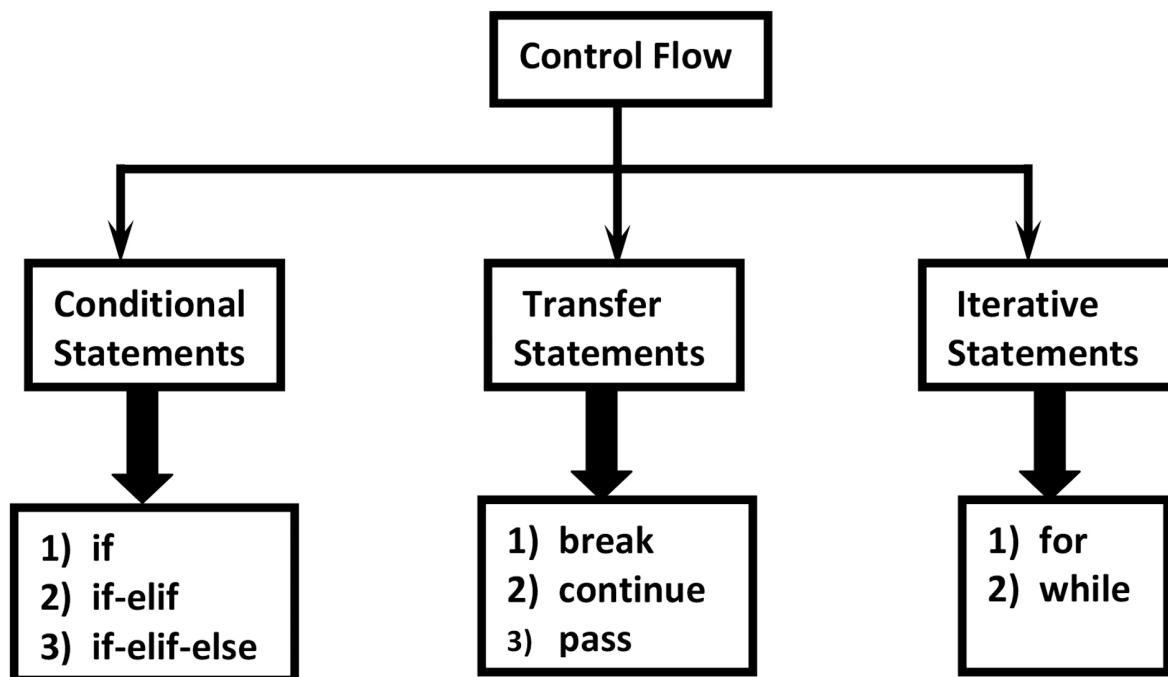 Control Flow
Conditional
Statements
Transfer
Statements
Iterative
Statements
1) if
2) if-elif
3) if-elif-else
1) break
2) continue
3) pass
1) for
2) while